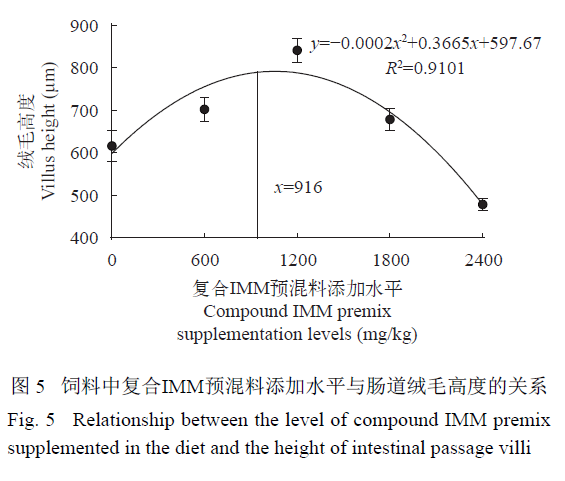 900
800
700
600
500
400
绒毛高度
Villus height (μm)
y=−0.0002x²+0.3665x+597.67
R²=0.9101
x=916
0
600
1200
1800
2400
复合IMM预混料添加水平
Compound IMM premix
supplementation levels (mg/kg)
图 5 饲料中复合IMM预混料添加水平与肠道绒毛高度的关系
Fig. 5 Relationship between the level of compound IMM premix
supplemented in the diet and the height of intestinal passage villi